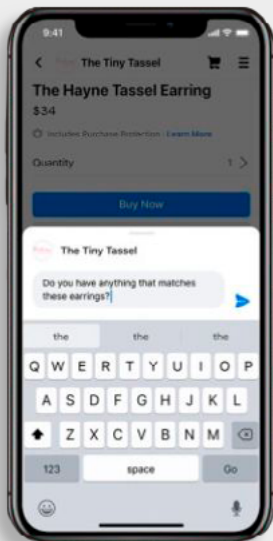 9:41
The Tiny Tassel
The Hayne Tassel Earring
$34
Includes Purchase Protection | Learn More
Quantity 1
Buy Now
The Tiny Tassel
Do you have anything that matches
these earrings?
the the the
Q W E R T Y U I O P
A S D F G H J K L
Z X C V B N M
123 space Go